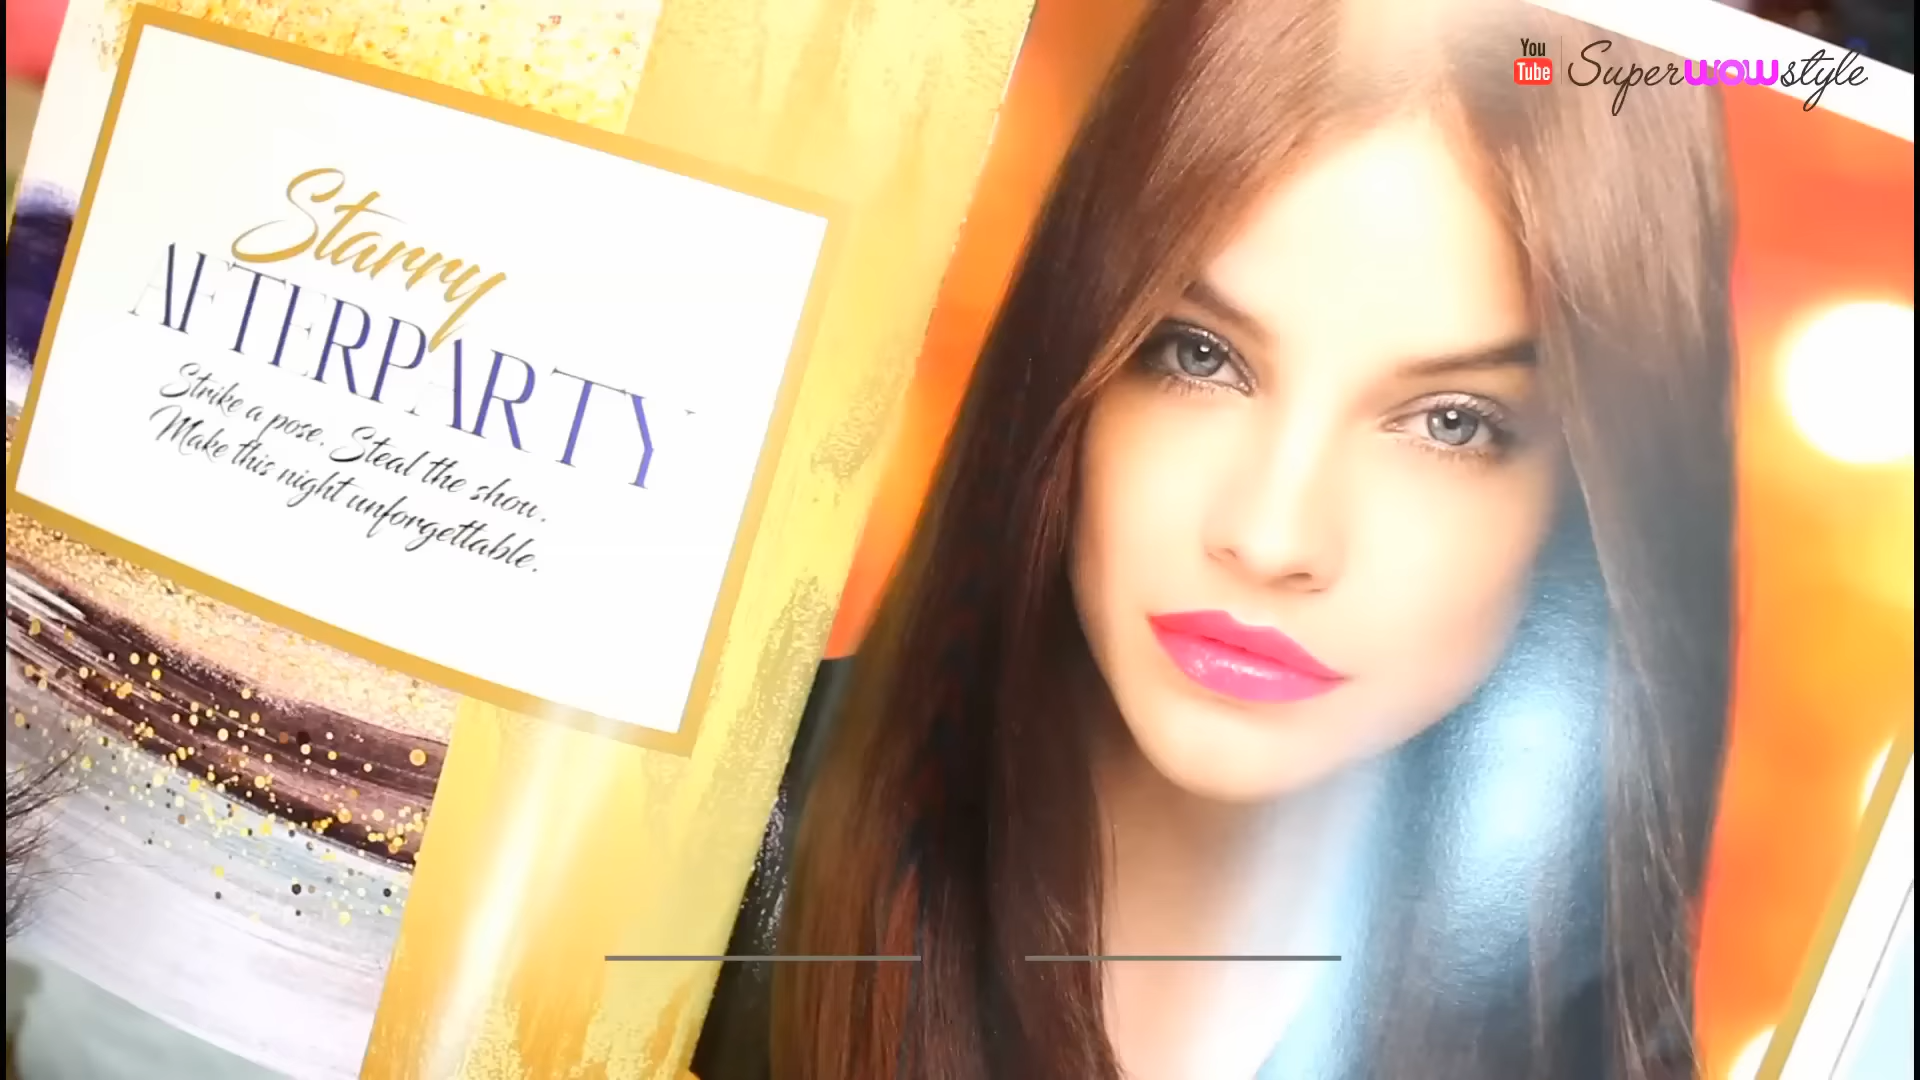 You
Tube
Superwowstyle
Starry
AFTERPARTY
Strike a pose. Steal the show.
Make this night unforgettable.